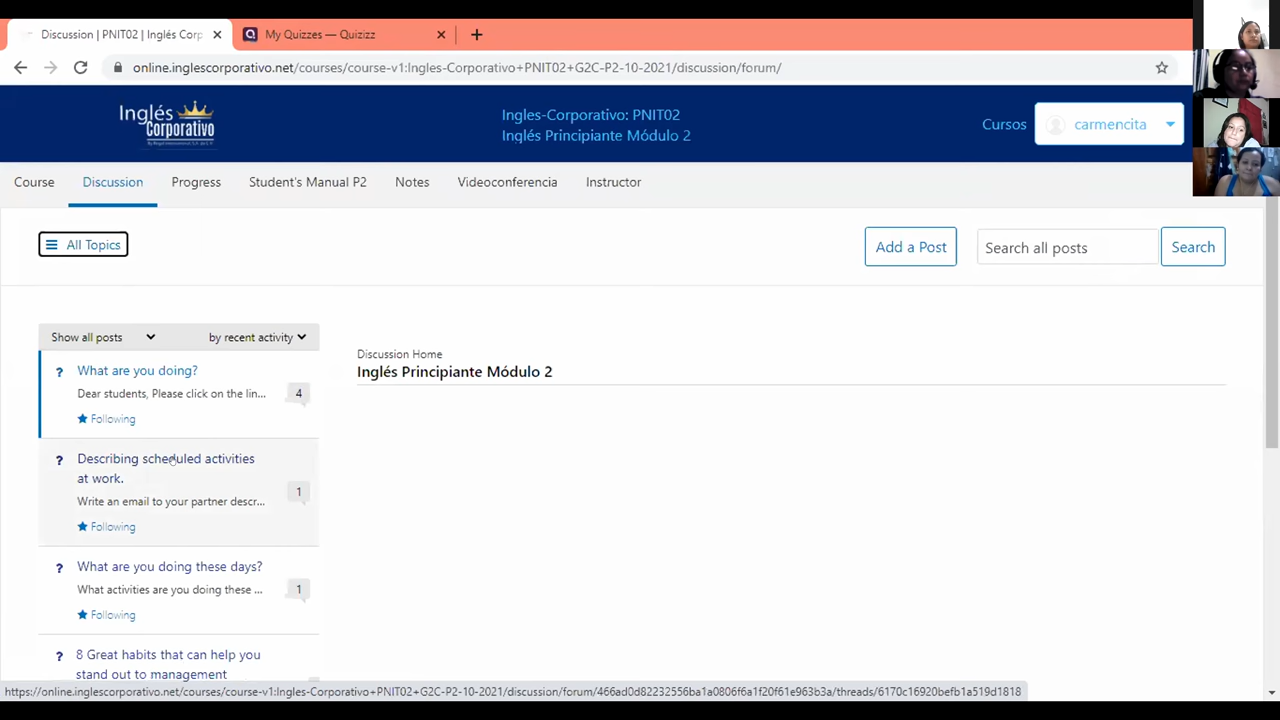 Discussion | PNIT02 | Inglés Corp
My Quizzes — Quizizz
online.inglescorporativo.net/courses/course-v1:Ingles-Corporativo+PNIT02+G2C-P2-10-2021/discussion/forum/
Inglés
Corporativo
Ingles-Corporativo: PNIT02
Inglés Principiante Módulo 2
Cursos
carmencita
Course
Discussion
Progress
Student's Manual P2
Notes
Videoconferencia
Instructor
All Topics
Add a Post
Search all posts
Search
Show all posts
by recent activity
What are you doing?
Dear students, Please click on the lin...
4
Following
Describing scheduled activities
at work.
Write an email to your partner descr...
1
Following
What are you doing these days?
What activities are you doing these ...
1
Following
8 Great habits that can help you
stand out to management
Discussion Home
Inglés Principiante Módulo 2
https://online.inglescorporativo.net/courses/course-v1:Ingles-Corporativo+PNIT02+G2C-P2-10-2021/discussion/forum/466ad0d82232556ba1a0806f6a1f20f61e963b3a/threads/6170c16920befb1a519d1818